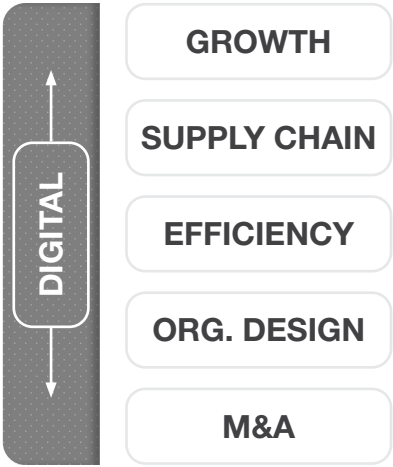 DIGITAL
GROWTH
SUPPLY CHAIN
EFFICIENCY
ORG. DESIGN
M&A